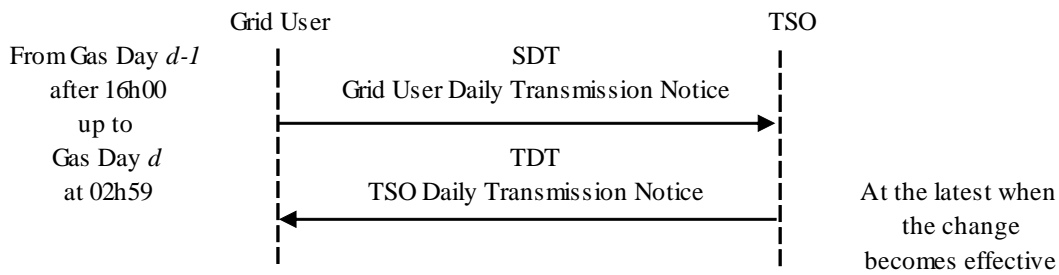 Grid User
TSO
From Gas Day d-1
after 16h00
up to
Gas Day d
at 02h59
SDT
Grid User Daily Transmission Notice
TDT
TSO Daily Transmission Notice
At the latest when
the change
becomes effective